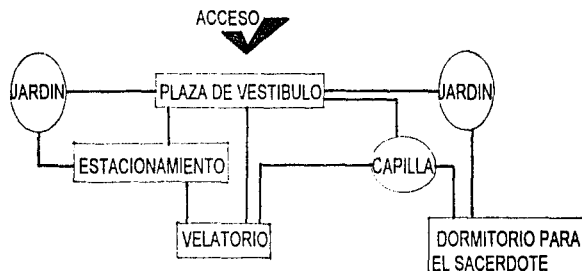 ACCESO
JARDIN
PLAZA DE VESTIBULO
JARDIN
ESTACIONAMIENTO
CAPILLA
VELATORIO
DORMITORIO PARA
EL SACERDOTE